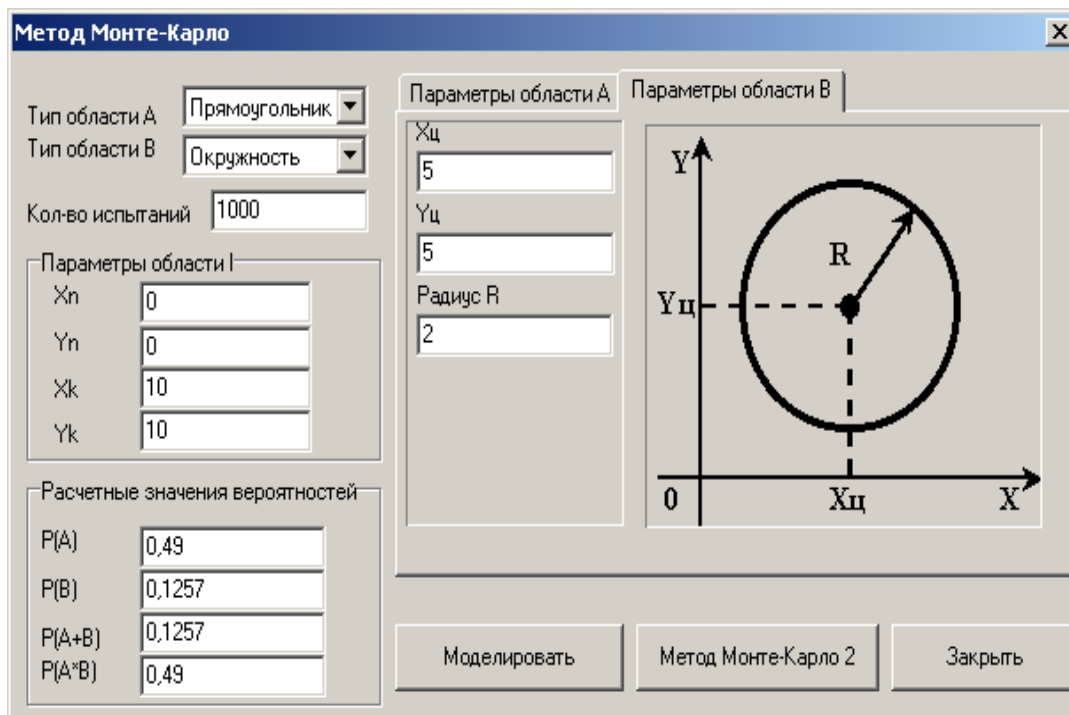 Метод Монте-Карло
Тип области А Прямоугольник
Тип области В Окружность
Кол-во испытаний 1000
Параметры области I
Xn 0
Yn 0
Xk 10
Yk 10
Расчетные значения вероятностей
P(A) 0,49
P(B) 0,1257
P(A+B) 0,1257
P(A*B) 0,49
Параметры области А Параметры области В
Xц
5
Yц
5
Радиус R
2
Y
R
Yц
0 Xц X
Моделировать Метод Монте-Карло 2 Закрыть